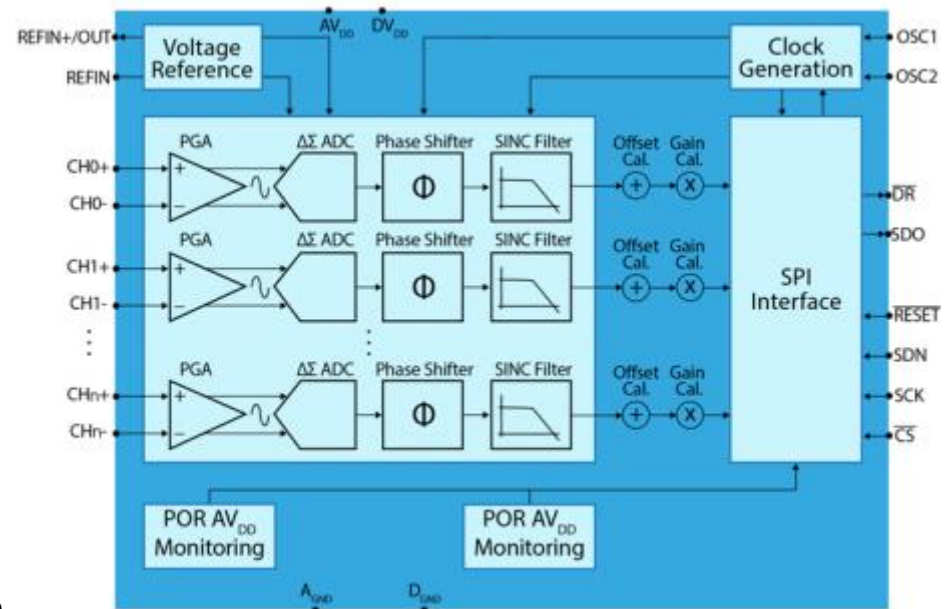 AVDD DVDD
REFIN+/OUT
Voltage
Reference
REFIN
Clock
Generation
OSC1
OSC2
PGA ΔΣ ADC Phase Shifter SINC Filter
Offset Cal.
Gain Cal.
CH0+
CH0-
+
−
Φ
+
X
PGA ΔΣ ADC Phase Shifter SINC Filter
Offset Cal.
Gain Cal.
CH1+
CH1-
+
−
Φ
+
X
PGA ΔΣ ADC Phase Shifter SINC Filter
Offset Cal.
Gain Cal.
CHn+
CHn-
+
−
Φ
+
X
SPI
Interface
DR
SDO
RESET
SDN
SCK
CS
POR AVDD
Monitoring
POR AVDD
Monitoring
AGND DGND
)